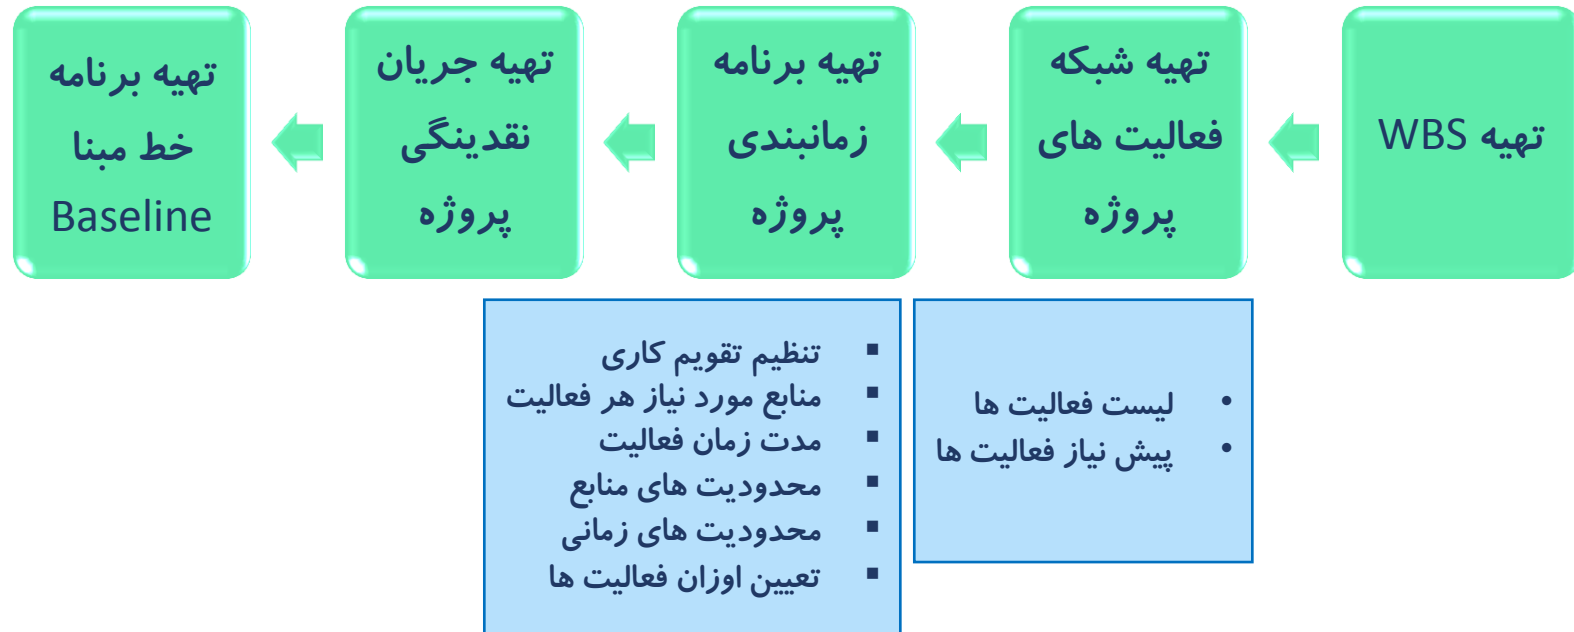 تهیه WBS
تهیه شبکه
فعالیت های
پروژه
تهیه برنامه
زمانبندی
پروژه
تهیه جریان
نقدینگی
پروژه
تهیه برنامه
خط مبنا
Baseline
• لیست فعالیت ها
• پیش نیاز فعالیت ها
▪ تنظیم تقویم کاری
▪ منابع مورد نیاز هر فعالیت
▪ مدت زمان فعالیت
▪ محدودیت های منابع
▪ محدودیت های زمانی
▪ تعیین اوزان فعالیت ها